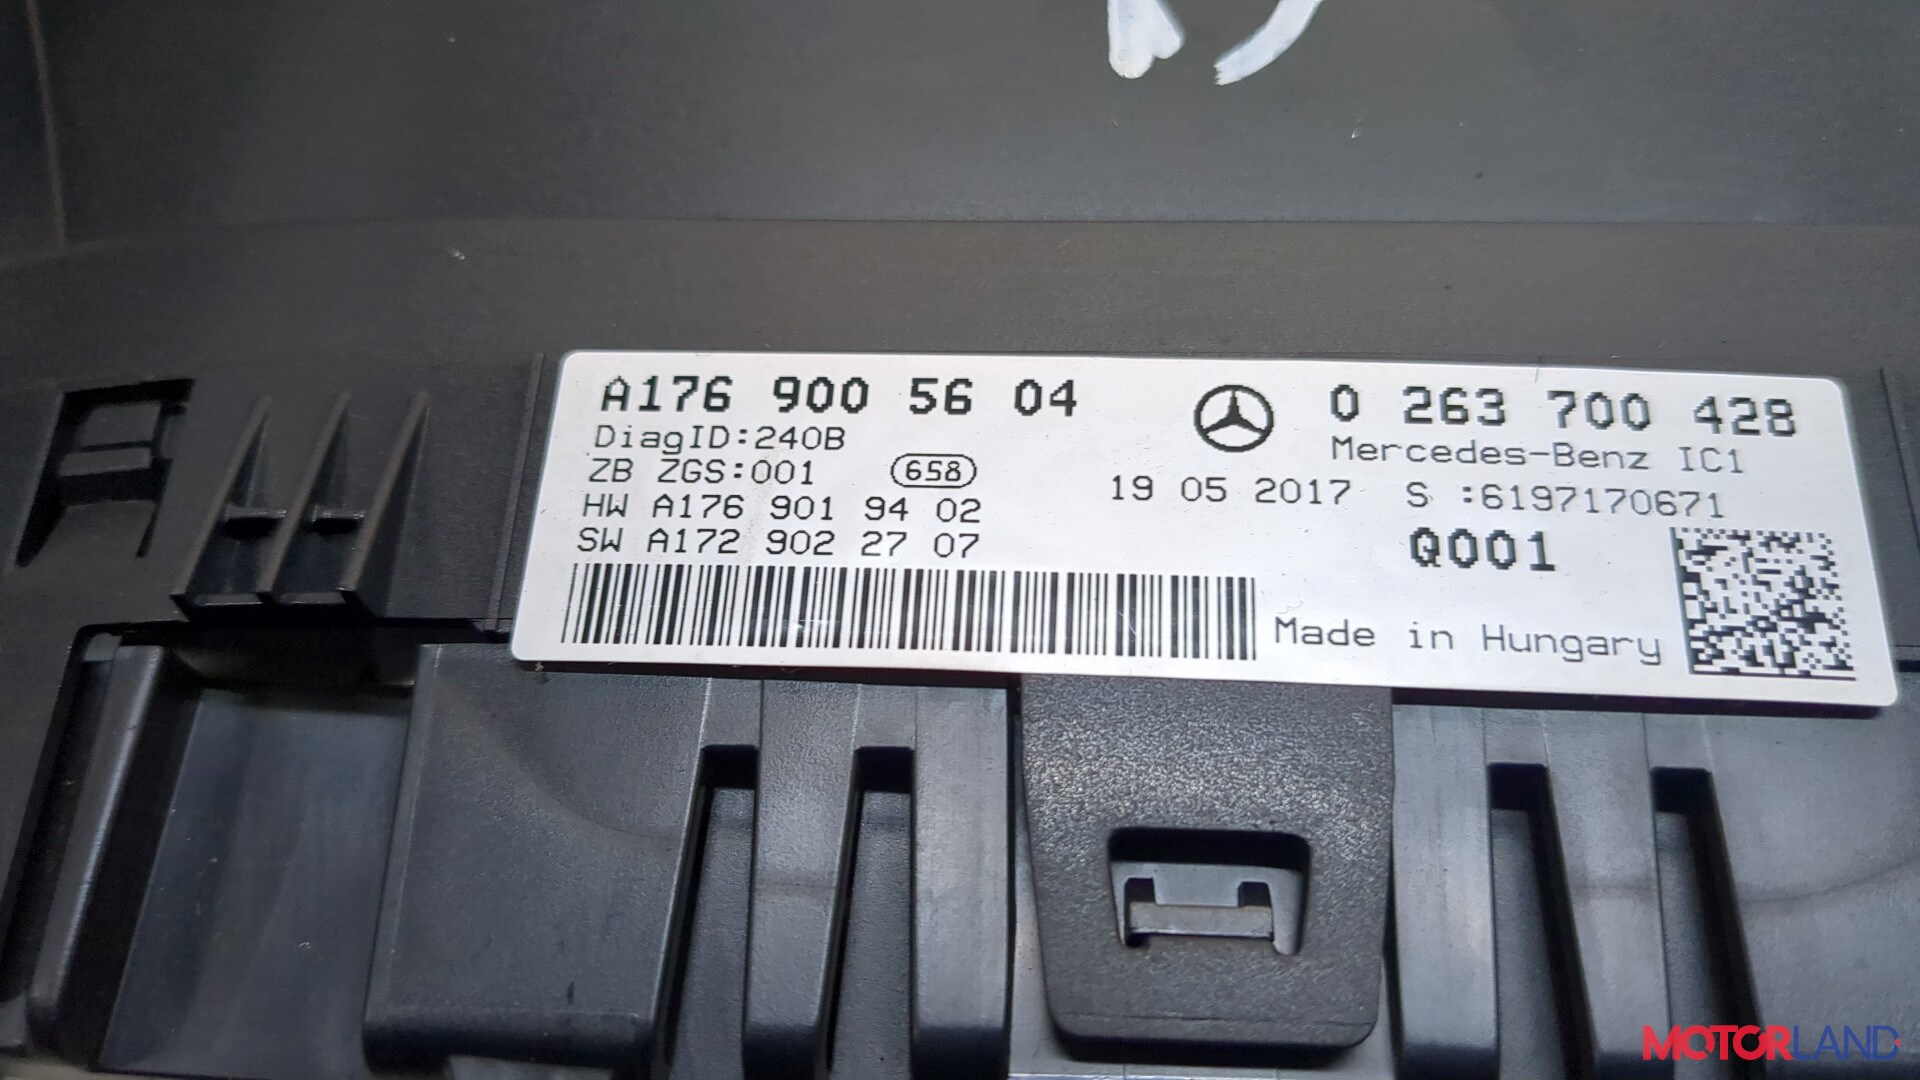 A176 900 56 04
DiagID:240B
ZB ZGS:001
658
HW A176 901 94 02
SW A172 902 22 07
0 263 700 428
Mercedes-Benz IC1
19 05 2017 S :6197170671
Q001
Made in Hungary
MOTORLAND